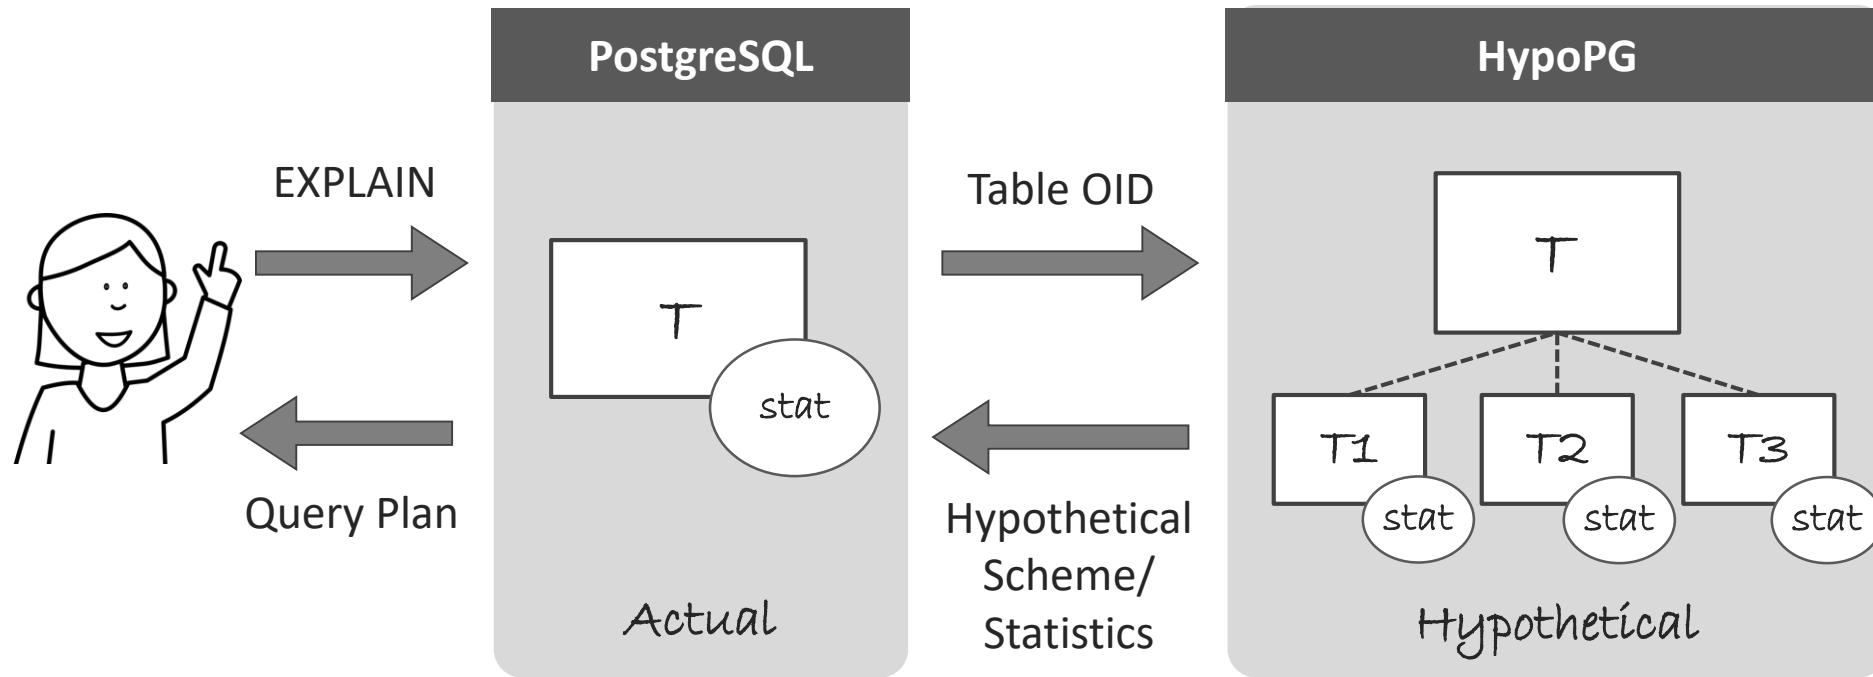 PostgreSQL
HypoPG
EXPLAIN
Table OID
T
T
stat
T1
T2
T3
stat
stat
stat
Query Plan
Hypothetical
Scheme/
Statistics
Actual
Hypothetical